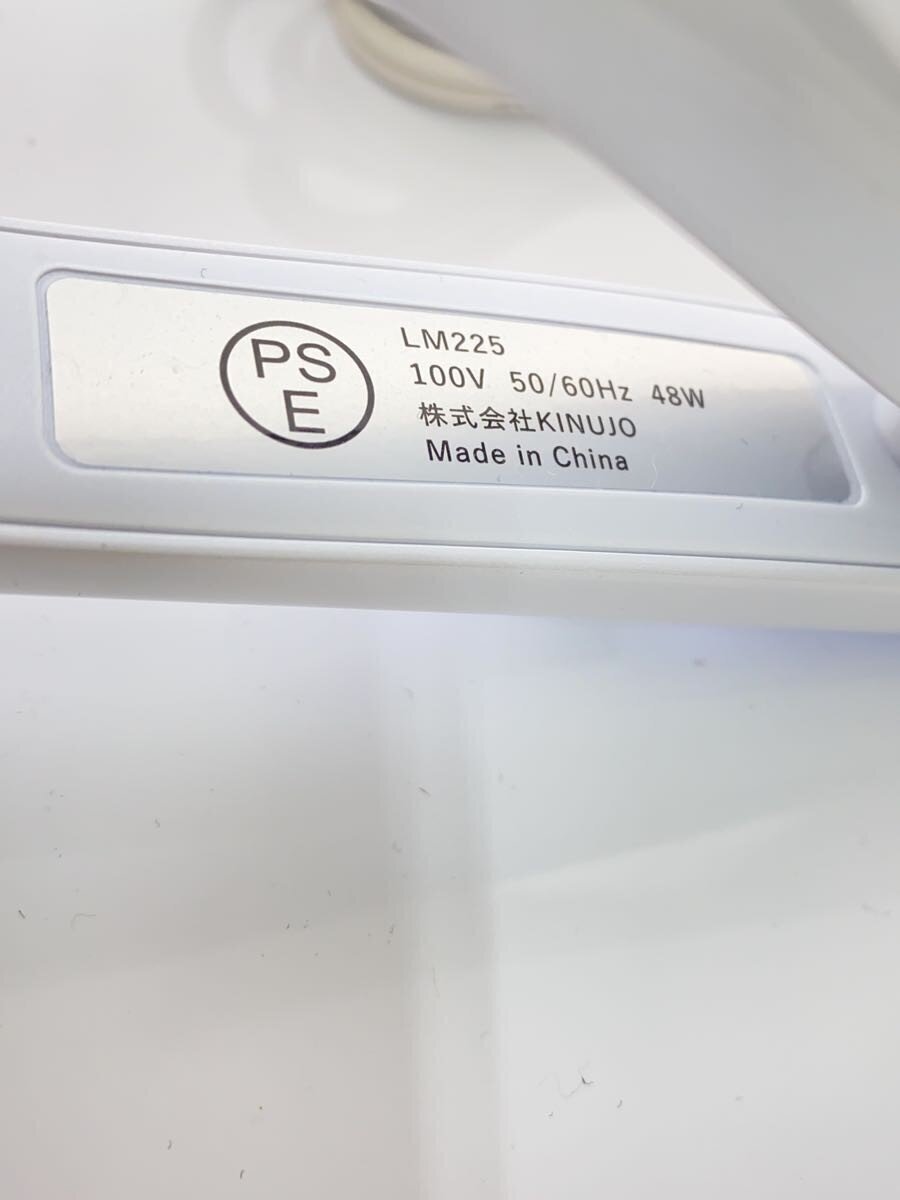 PS
E
LM225
100V 50/60Hz 48W
株式会社KINUJO
Made in China